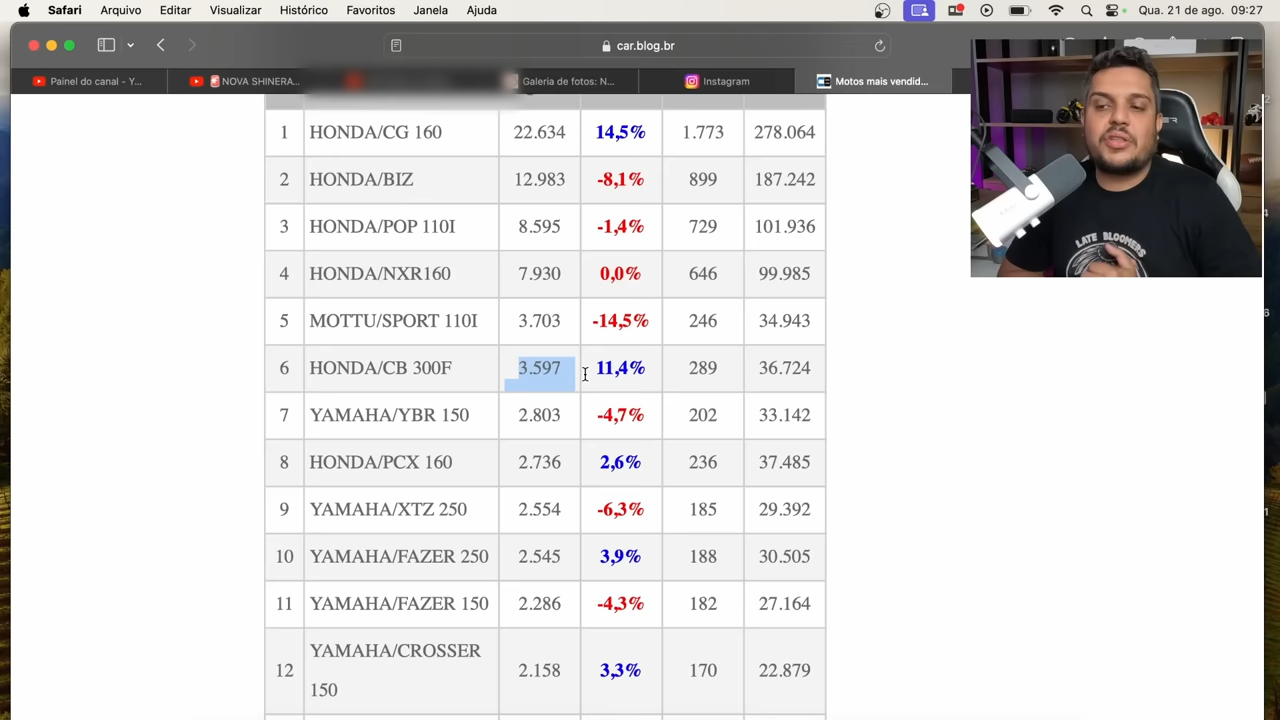 Safari Arquivo Editar Visualizar Histórico Favoritos Janela Ajuda Qua. 21 de ago. 09:27
car.blog.br
Painel do canal - Y... NOVA SHINERA... Galeria de fotos: N... Instagram Motos mais vendid...
1 HONDA/CG 160 22.634 14,5% 1.773 278.064
2 HONDA/BIZ 12.983 -8,1% 899 187.242
3 HONDA/POP 110I 8.595 -1,4% 729 101.936
4 HONDA/NXR160 7.930 0,0% 646 99.985
5 MOTTU/SPORT 110I 3.703 -14,5% 246 34.943
6 HONDA/CB 300F 3.597 11,4% 289 36.724
7 YAMAHA/YBR 150 2.803 -4,7% 202 33.142
8 HONDA/PCX 160 2.736 2,6% 236 37.485
9 YAMAHA/XTZ 250 2.554 -6,3% 185 29.392
10 YAMAHA/FAZER 250 2.545 3,9% 188 30.505
11 YAMAHA/FAZER 150 2.286 -4,3% 182 27.164
12 YAMAHA/CROSSER 150 2.158 3,3% 170 22.879
LATE BLOOMERS